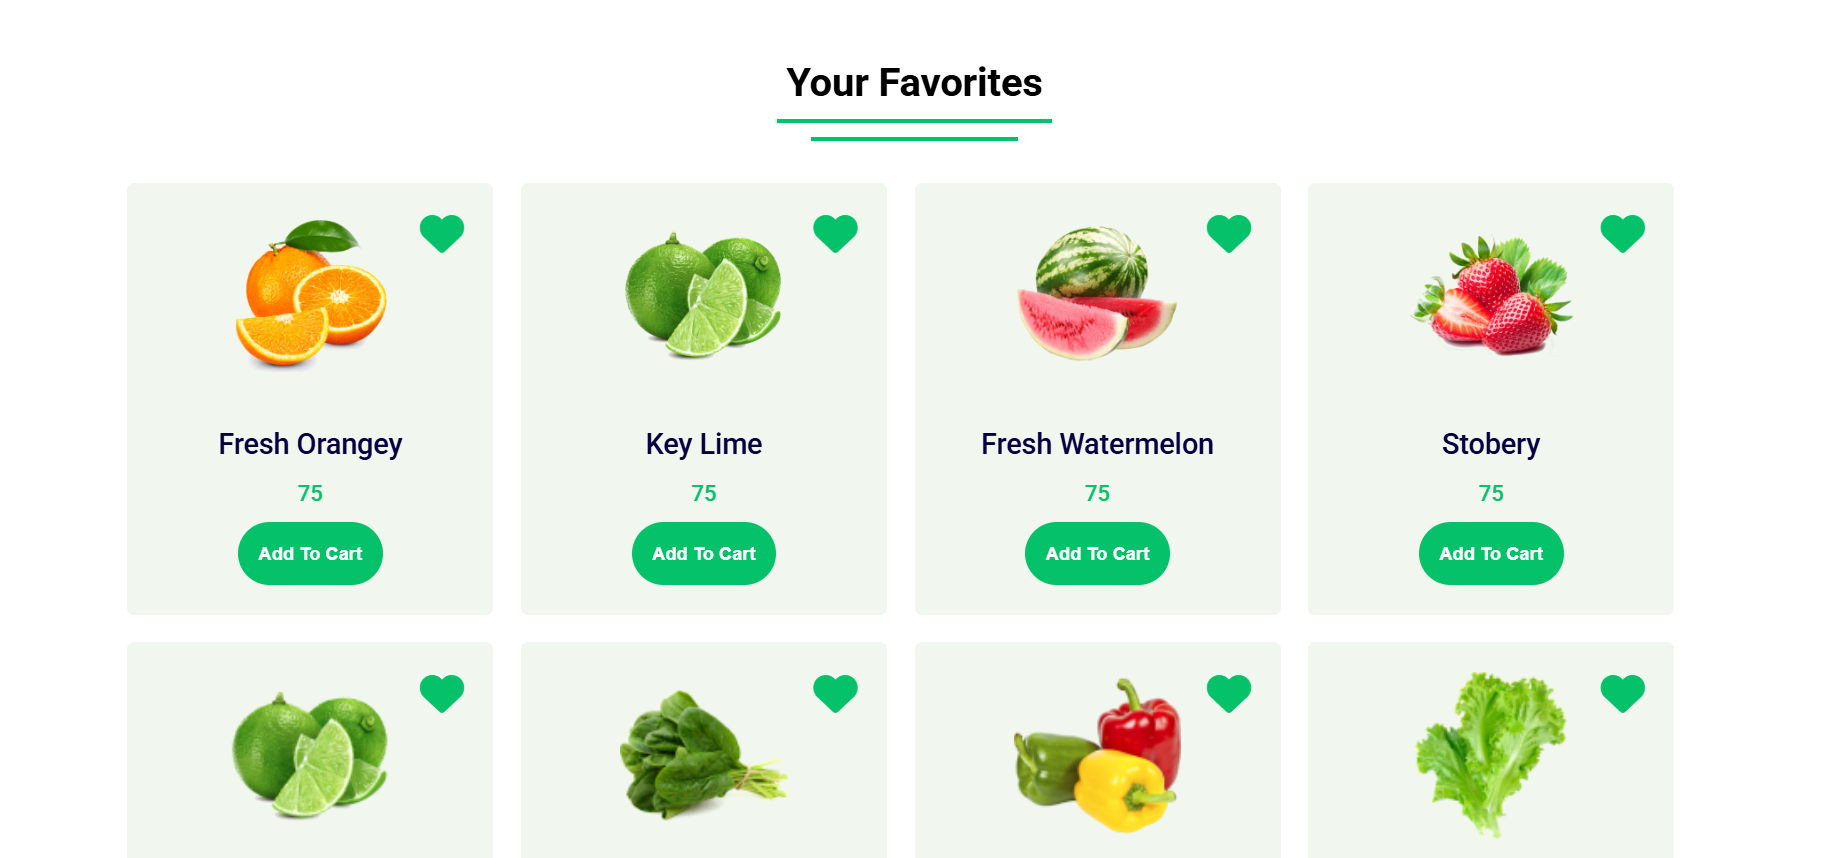 Your Favorites
Fresh Orangey
Key Lime
Fresh Watermelon
Stobery
75
75
75
75
Add To Cart
Add To Cart
Add To Cart
Add To Cart